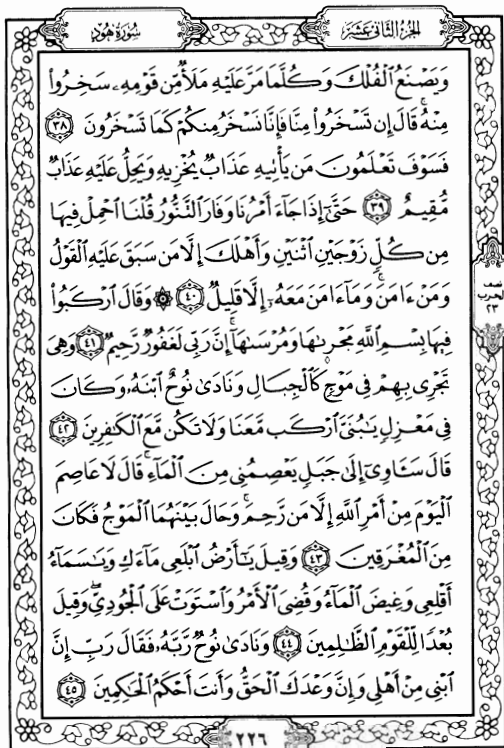 الجزء الثاني عشر
سورة هود
وَيَصْنَعُ ٱلْفُلْكَ وَكُلَّمَا مَرَّ عَلَيْهِ مَلَأٌ مِّن قَوْمِهِۦ سَخِرُوا۟
مِنْهُ ۚ قَالَ إِن تَسْخَرُوا۟ مِنَّا فَإِنَّا نَسْخَرُ مِنكُمْ كَمَا تَسْخَرُونَ ٣٨
فَسَوْفَ تَعْلَمُونَ مَن يَأْتِيهِ عَذَابٌ يُخْزِيهِ وَيَحِلُّ عَلَيْهِ عَذَابٌ
مُّقِيمٌ ٣٩ حَتَّىٰٓ إِذَا جَآءَ أَمْرُنَا وَفَارَ ٱلتَّنُّورُ قُلْنَا ٱحْمِلْ فِيهَا
مِن كُلٍّ زَوْجَيْنِ ٱثْنَيْنِ وَأَهْلَكَ إِلَّا مَن سَبَقَ عَلَيْهِ ٱلْقَوْلُ
وَمَنْ ءَامَنَ ۚ وَمَآ ءَامَنَ مَعَهُۥٓ إِلَّا قَلِيلٌ ٤٠ ۞ وَقَالَ ٱرْكَبُوا۟
فِيهَا بِسْمِ ٱللَّهِ مَجْر۪ىٰهَا وَمُرْسَىٰهَآ ۚ إِنَّ رَبِّى لَغَفُورٌ رَّحِيمٌ ٤١ وَهِىَ
تَجْرِى بِهِمْ فِى مَوْجٍ كَٱلْجِبَالِ وَنَادَىٰ نُوحٌ ٱبْنَهُۥ وَكَانَ
فِى مَعْزِلٍ يَـٰبُنَىَّ ٱرْكَب مَّعَنَا وَلَا تَكُن مَّعَ ٱلْكَـٰفِرِينَ ٤٢
قَالَ سَـَٔاوِىٓ إِلَىٰ جَبَلٍ يَعْصِمُنِى مِنَ ٱلْمَآءِ ۚ قَالَ لَا عَاصِمَ
ٱلْيَوْمَ مِنْ أَمْرِ ٱللَّهِ إِلَّا مَن رَّحِمَ ۚ وَحَالَ بَيْنَهُمَا ٱلْمَوْجُ فَكَانَ
مِنَ ٱلْمُغْرَقِينَ ٤٣ وَقِيلَ يَـٰٓأَرْضُ ٱبْلَعِى مَآءَكِ وَيَـٰسَمَآءُ
أَقْلِعِى وَغِيضَ ٱلْمَآءُ وَقُضِىَ ٱلْأَمْرُ وَٱسْتَوَتْ عَلَى ٱلْجُودِىِّ ۖ وَقِيلَ
بُعْدًا لِّلْقَوْمِ ٱلظَّـٰلِمِينَ ٤٤ وَنَادَىٰ نُوحٌ رَّبَّهُۥ فَقَالَ رَبِّ إِنَّ
ٱبْنِى مِنْ أَهْلِى وَإِنَّ وَعْدَكَ ٱلْحَقُّ وَأَنتَ أَحْكَمُ ٱلْحَـٰكِمِينَ ٤٥
نصف
الحزب
٢٣
٢٢٦